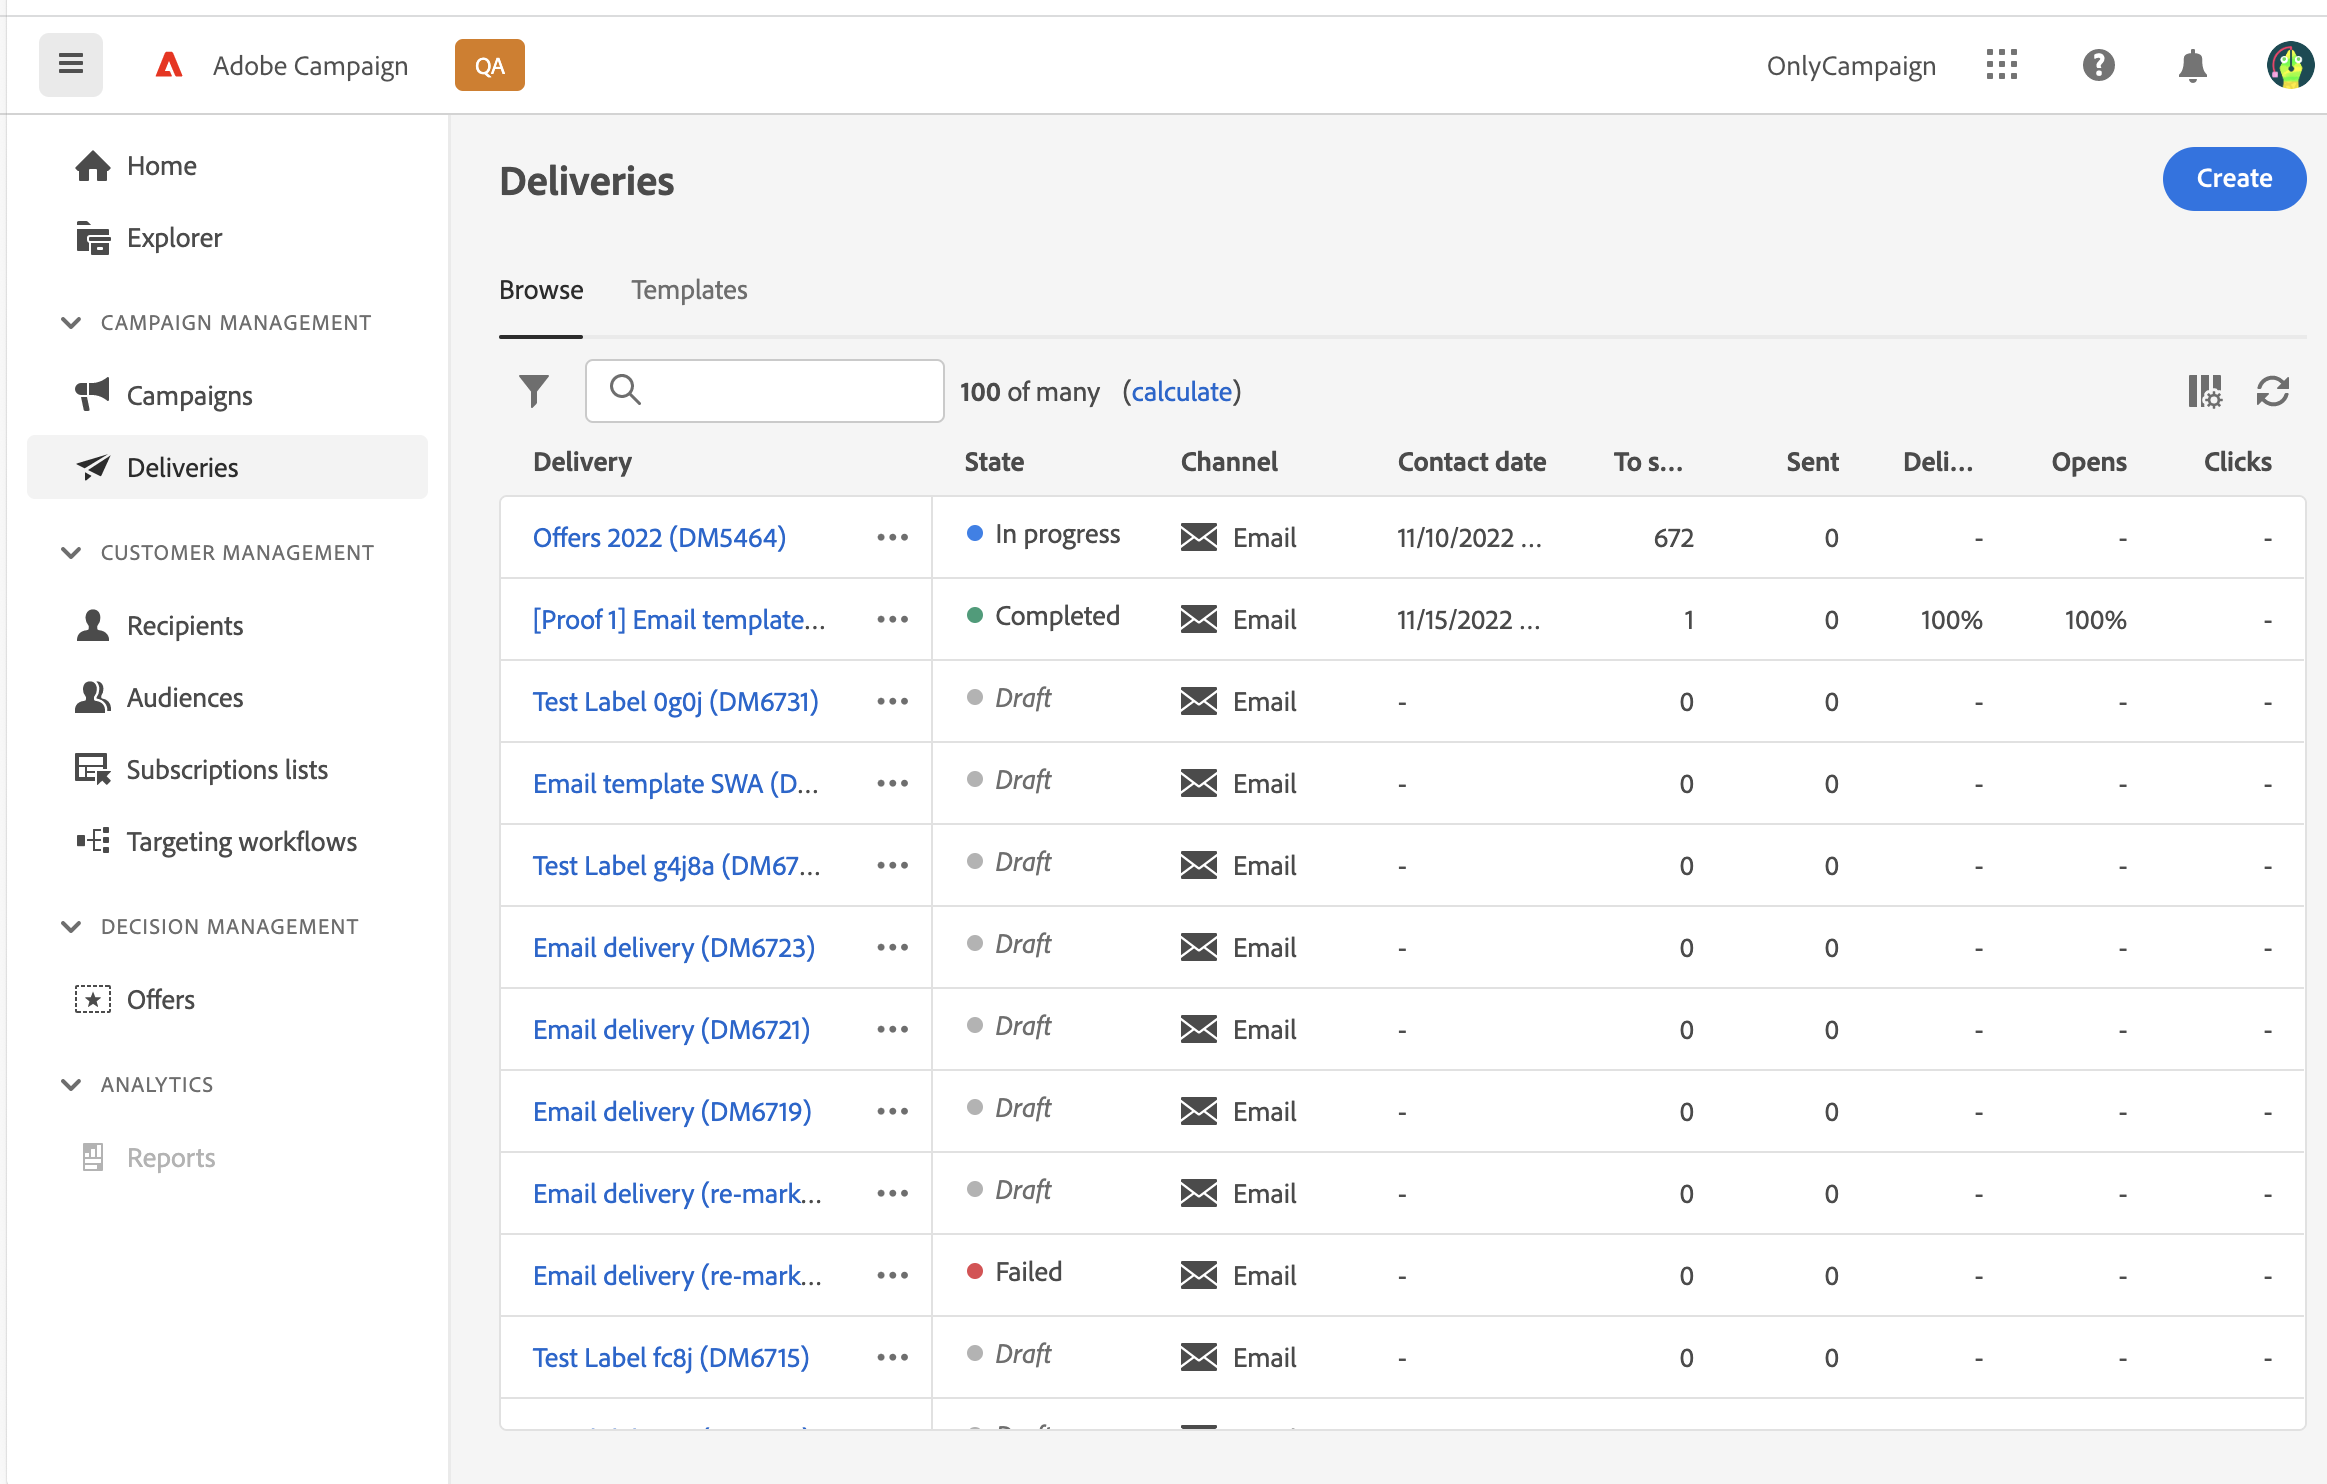 Adobe Campaign
QA
OnlyCampaign
Home
Explorer
CAMPAIGN MANAGEMENT
Campaigns
Deliveries
CUSTOMER MANAGEMENT
Recipients
Audiences
Subscriptions lists
Targeting workflows
DECISION MANAGEMENT
Offers
ANALYTICS
Reports
Deliveries
Create
Browse Templates
100 of many (calculate)
Delivery State Channel Contact date To s... Sent Deli... Opens Clicks
Offers 2022 (DM5464) ••• In progress Email 11/10/2022 ... 672 0 - - -
[Proof 1] Email template... ••• Completed Email 11/15/2022 ... 1 0 100% 100% -
Test Label 0g0j (DM6731) ••• Draft Email - 0 0 - - -
Email template SWA (D... ••• Draft Email - 0 0 - - -
Test Label g4j8a (DM67... ••• Draft Email - 0 0 - - -
Email delivery (DM6723) ••• Draft Email - 0 0 - - -
Email delivery (DM6721) ••• Draft Email - 0 0 - - -
Email delivery (DM6719) ••• Draft Email - 0 0 - - -
Email delivery (re-mark... ••• Draft Email - 0 0 - - -
Email delivery (re-mark... ••• Failed Email - 0 0 - - -
Test Label fc8j (DM6715) ••• Draft Email - 0 0 - - -